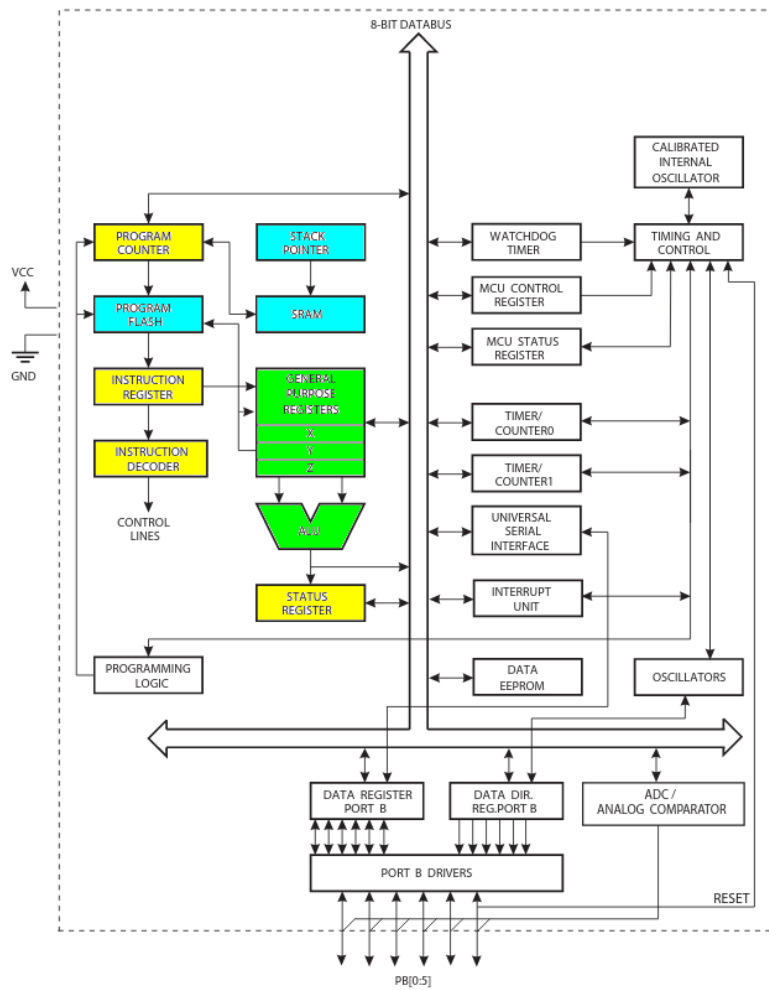 8-BIT DATABUS
CALIBRATED
INTERNAL
OSCILLATOR
PROGRAM
COUNTER
STACK
POINTER
WATCHDOG
TIMER
TIMING AND
CONTROL
VCC
PROGRAM
FLASH
SRAM
MCU CONTROL
REGISTER
MCU STATUS
REGISTER
GND
INSTRUCTION
REGISTER
GENERAL
PURPOSE
REGISTERS
X
Y
Z
TIMER/
COUNTER0
INSTRUCTION
DECODER
TIMER/
COUNTER1
CONTROL
LINES
ALU
UNIVERSAL
SERIAL
INTERFACE
STATUS
REGISTER
INTERRUPT
UNIT
PROGRAMMING
LOGIC
DATA
EEPROM
OSCILLATORS
DATA REGISTER
PORT B
DATA DIR.
REG.PORT B
ADC /
ANALOG COMPARATOR
PORT B DRIVERS
RESET
PB[0:5]